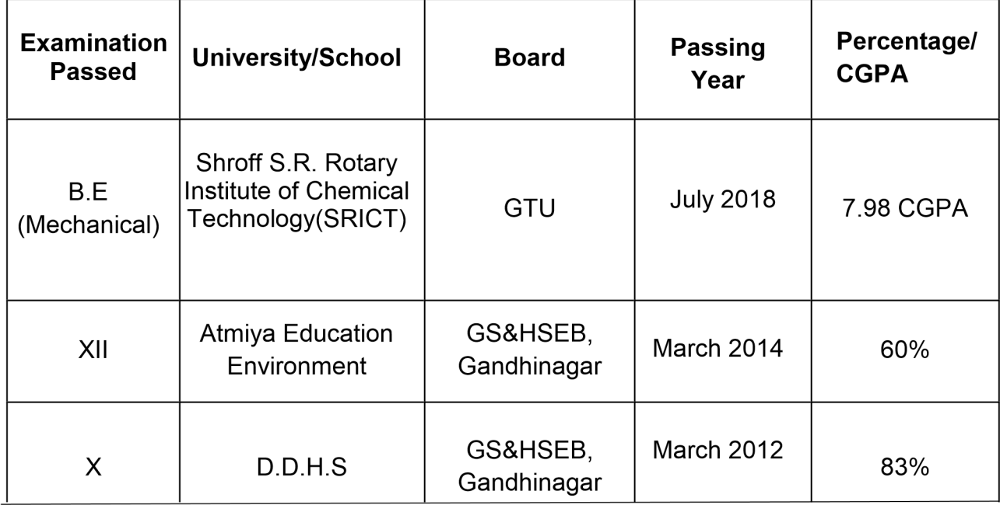 Examination
Passed
University/School
Board
Passing
Year
Percentage/
CGPA
B.E
(Mechanical)
Shroff S.R. Rotary
Institute of Chemical
Technology(SRICT)
GTU
July 2018
7.98 CGPA
XII
Atmiya Education
Environment
GS&HSEB,
Gandhinagar
March 2014
60%
X
D.D.H.S
GS&HSEB,
Gandhinagar
March 2012
83%